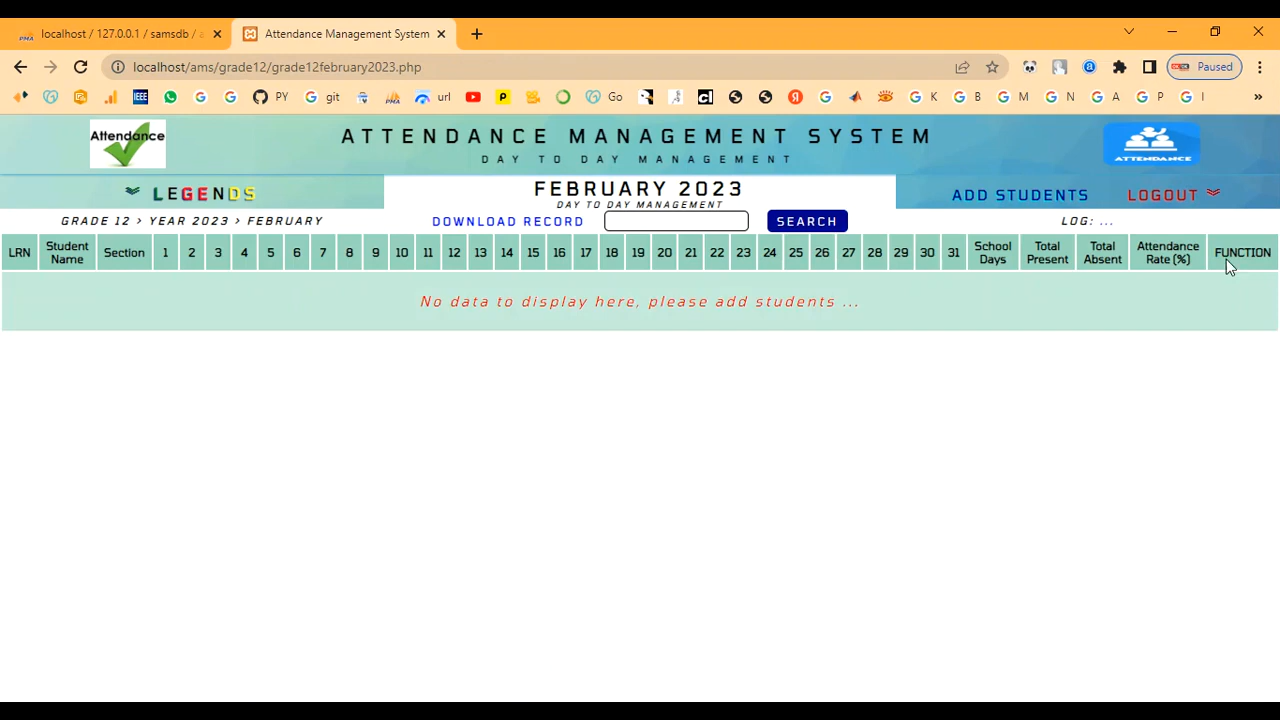 localhost / 127.0.0.1 / samsdb / a
Attendance Management System
localhost/ams/grade12/grade12february2023.php
Paused
IEEE
PY
git
PMA
url
Go
K
B
M
N
A
P
I
Attendance
ATTENDANCE MANAGEMENT SYSTEM
DAY TO DAY MANAGEMENT
ATTENDANCE
LEGENDS
FEBRUARY 2023
DAY TO DAY MANAGEMENT
ADD STUDENTS
LOGOUT
GRADE 12 > YEAR 2023 > FEBRUARY
DOWNLOAD RECORD
SEARCH
LOG: ...
LRN Student Name Section 1 2 3 4 5 6 7 8 9 10 11 12 13 14 15 16 17 18 19 20 21 22 23 24 25 26 27 28 29 30 31 School Days Total Present Total Absent Attendance Rate (%) FUNCTION
No data to display here, please add students ...